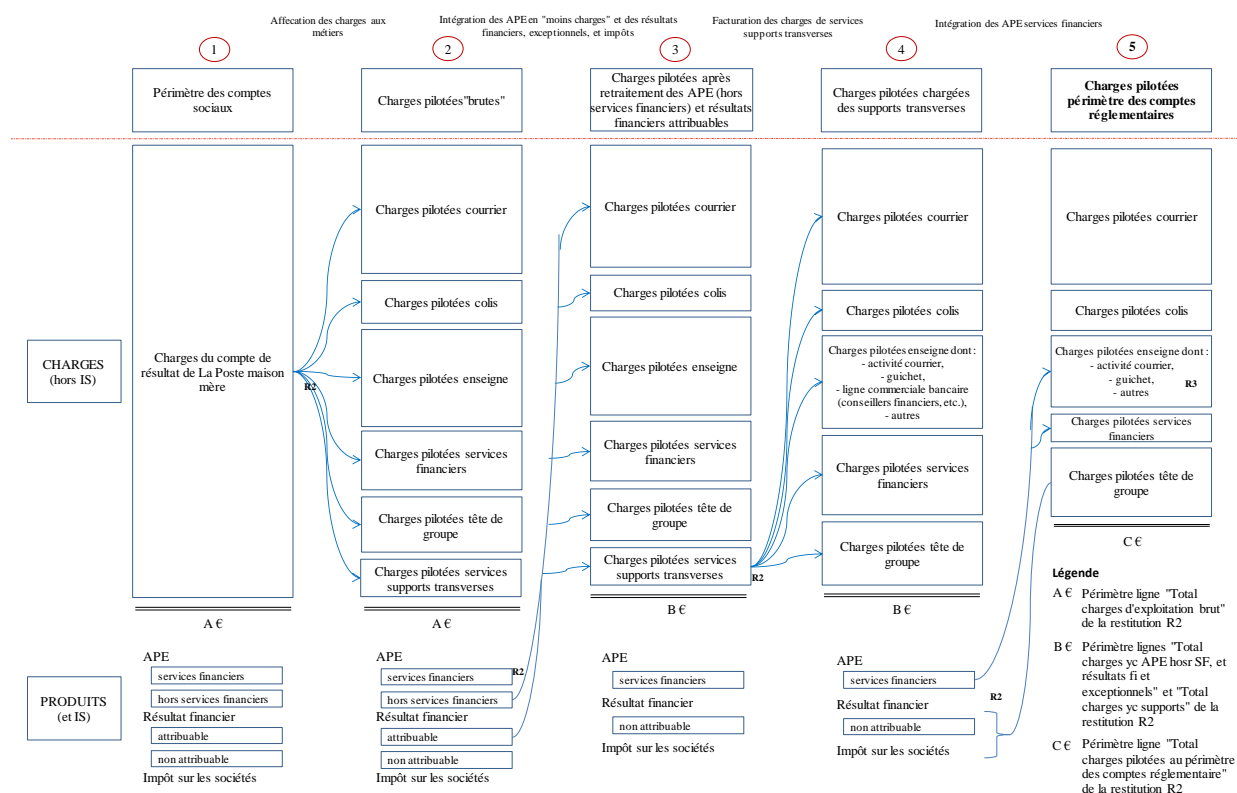 Affecation des charges aux
métiers
Intégration des APE en "moins charges" et des résultats
financiers, exceptionnels, et impôts
Facturation des charges de services
supports transverses
Intégration des APE services financiers
1
2
3
4
5
Périmètre des comptes
sociaux
Charges pilotées"brutes"
Charges pilotées après
retraitement des APE (hors
services financiers) et résultats
financiers attribuables
Charges pilotées chargées
des supports transverses
Charges pilotées
périmètre des comptes
réglementaires
CHARGES
(hors IS)
Charges du compte de
résultat de La Poste maison
mère
R2
A €
Charges pilotées courrier
Charges pilotées colis
Charges pilotées enseigne
Charges pilotées services
financiers
Charges pilotées tête de
groupe
Charges pilotées services
supports transverses
A €
Charges pilotées courrier
Charges pilotées colis
Charges pilotées enseigne
Charges pilotées services
financiers
Charges pilotées tête de
groupe
Charges pilotées services
supports transverses
R2
B €
Charges pilotées courrier
Charges pilotées colis
Charges pilotées enseigne dont :
- activité courrier,
- guichet,
- ligne commerciale bancaire
(conseillers financiers, etc.),
- autres
Charges pilotées services
financiers
Charges pilotées tête de
groupe
B €
Charges pilotées courrier
Charges pilotées colis
Charges pilotées enseigne dont :
- activité courrier,
- guichet,
- autres
R3
Charges pilotées services
financiers
Charges pilotées tête de
groupe
C €
PRODUITS
(et IS)
APE
services financiers
hors services financiers
Résultat financier
attribuable
non attribuable
Impôt sur les sociétés
APE
services financiers
R2
hors services financiers
Résultat financier
attribuable
non attribuable
Impôt sur les sociétés
APE
services financiers
Résultat financier
non attribuable
Impôt sur les sociétés
APE
services financiers
R2
Résultat financier
non attribuable
Impôt sur les sociétés
Légende
A € Périmètre ligne "Total
charges d'exploitation brut"
de la restitution R2
B € Périmètre lignes "Total
charges yc APE hosr SF, et
résultats fi et
exceptionnels" et "Total
charges yc supports" de la
restitution R2
C € Périmètre ligne "Total
charges pilotées au périmètre
des comptes réglementaire"
de la restitution R2